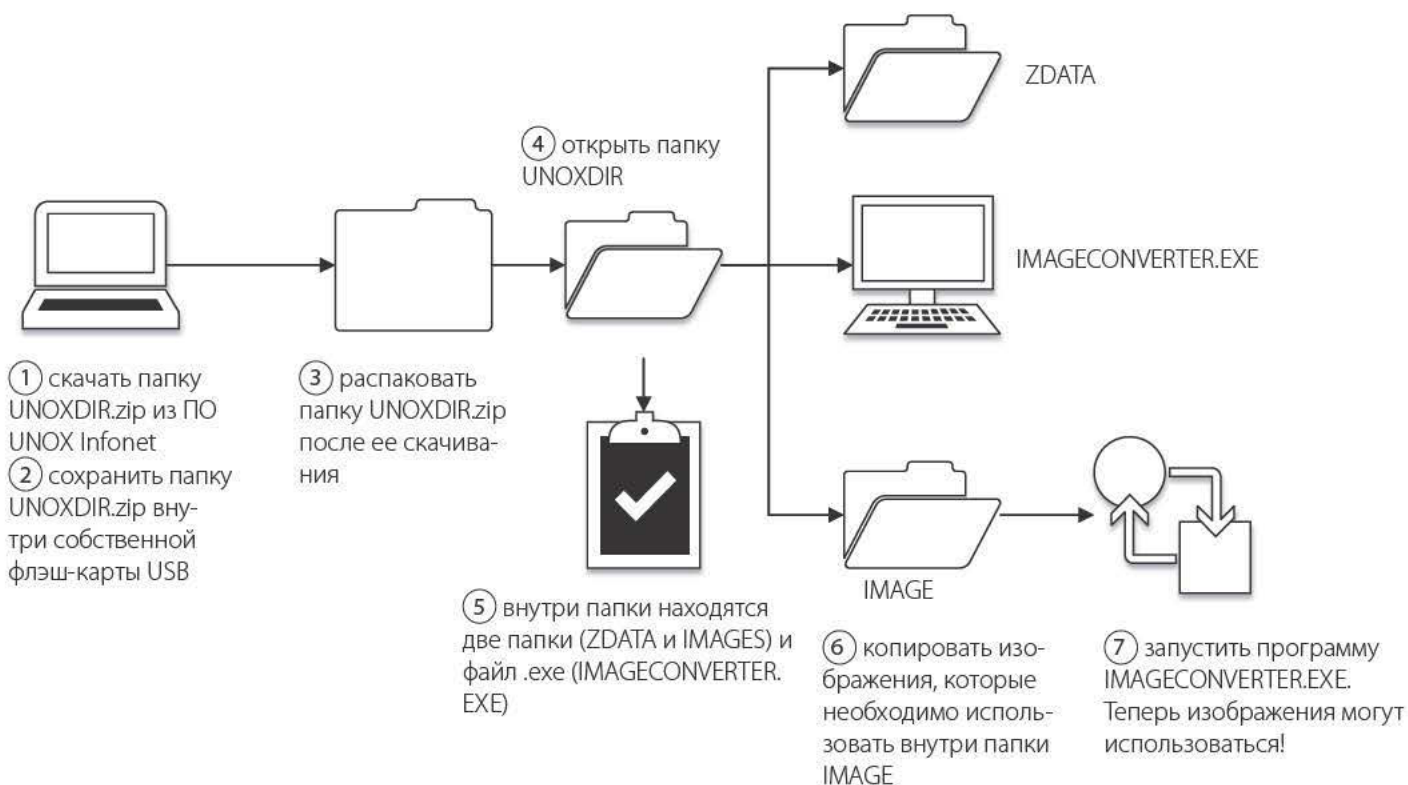 ZDATA
④ открыть папку
UNOXDIR
IMAGECONVERTER.EXE
① скачать папку
UNOXDIR.zip из ПО
UNOX Infonet
② сохранить папку
UNOXDIR.zip вну-
три собственной
флэш-карты USB
③ распаковать
папку UNOXDIR.zip
после ее скачива-
ния
⑤ внутри папки находятся
две папки (ZDATA и IMAGES) и
файл .exe (IMAGECONVERTER.
EXE)
IMAGE
⑥ копировать изо-
бражения, которые
необходимо исполь-
зовать внутри папки
IMAGE
⑦ запустить программу
IMAGECONVERTER.EXE.
Теперь изображения могут
использоваться!